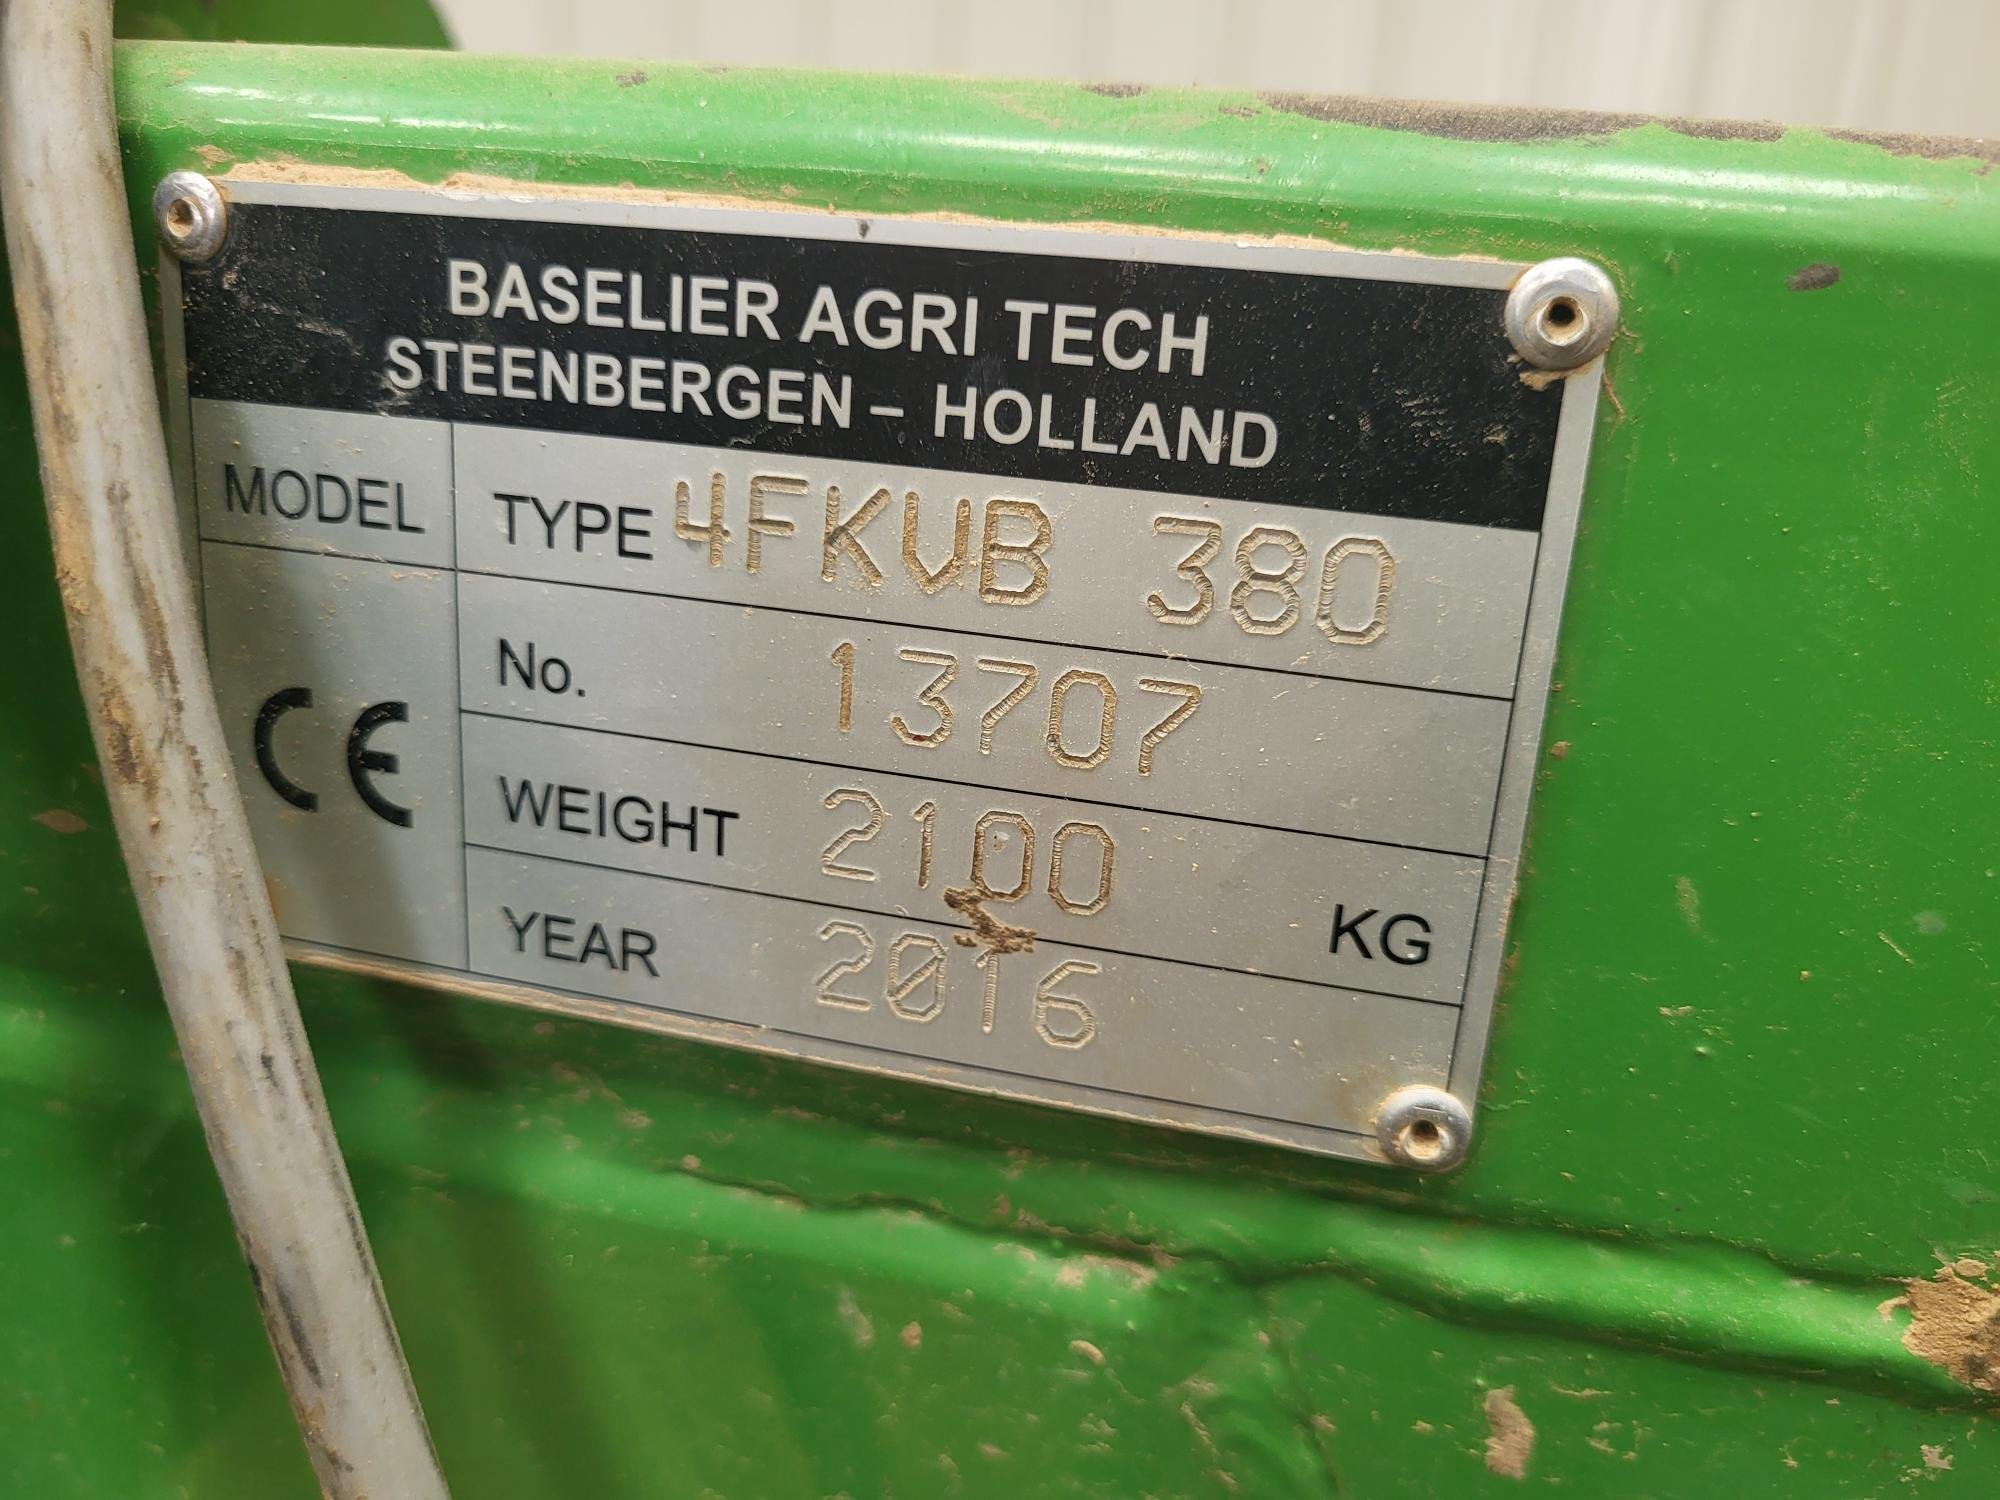 BASELIER AGRI TECH
STEENBERGEN – HOLLAND
MODEL TYPE 4FKVB 380
No. 13707
CE
WEIGHT 2100 KG
YEAR 2016